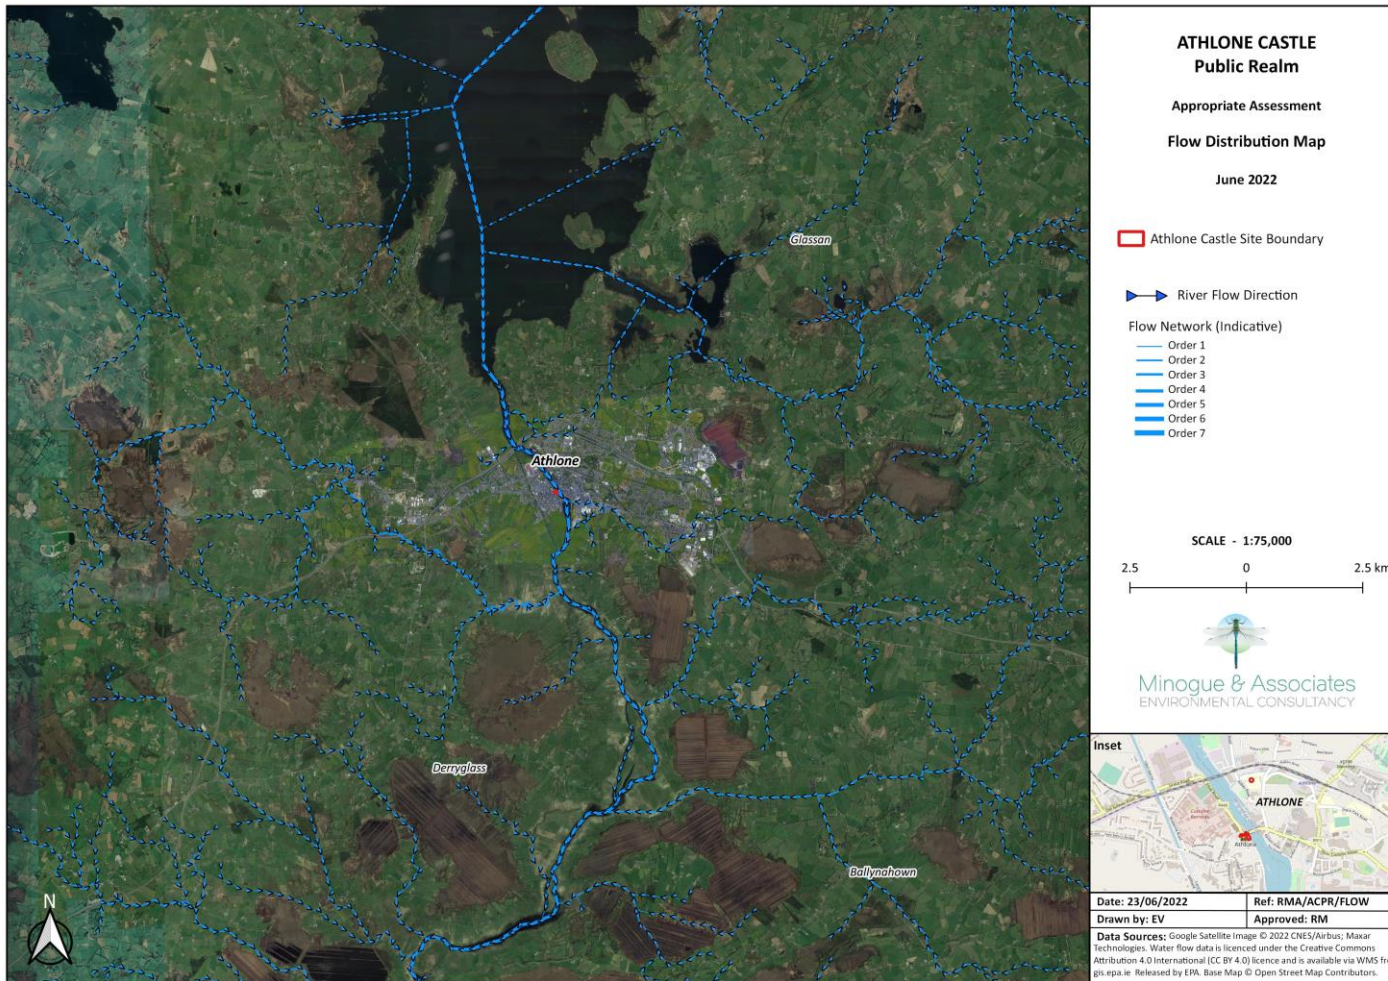 ATHLONE CASTLE
Public Realm
Appropriate Assessment
Flow Distribution Map
June 2022
Athlone Castle Site Boundary
River Flow Direction
Flow Network (Indicative)
Order 1
Order 2
Order 3
Order 4
Order 5
Order 6
Order 7
SCALE - 1:75,000
2.5 0 2.5 km
Minogue & Associates
ENVIRONMENTAL CONSULTANCY
Glassan
Athlone
Derryglass
Ballynahown
N
Inset
ATHLONE
Athlone
Date: 23/06/2022 Ref: RMA/ACPR/FLOW
Drawn by: EV Approved: RM
Data Sources: Google Satellite Image © 2022 CNES/Airbus; Maxar
Technologies. Water flow data is licenced under the Creative Commons
Attribution 4.0 International (CC BY 4.0) licence and is available via WMS fr
gis.epa.ie Released by EPA. Base Map © Open Street Map Contributors.